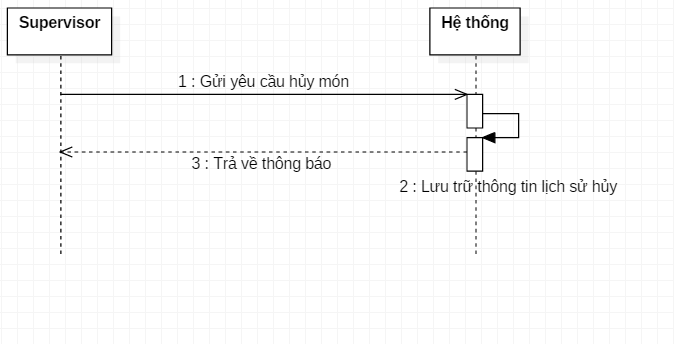 Supervisor
Hệ thống
1 : Gửi yêu cầu hủy món
3 : Trả về thông báo
2 : Lưu trữ thông tin lịch sử hủy